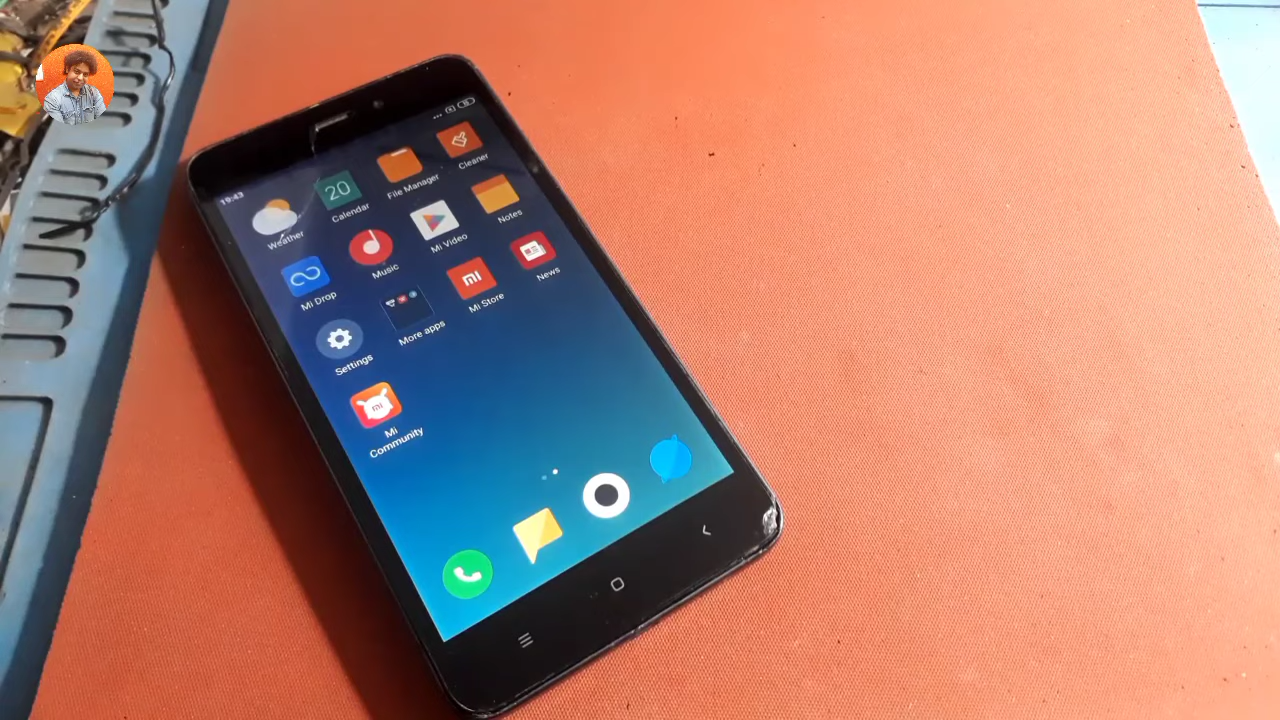 19:43
Weather
Calendar
File Manager
Cleaner
20
Mi Drop
Music
Mi Video
Notes
Settings
More apps
Mi Store
News
mi
Mi
Community
mi